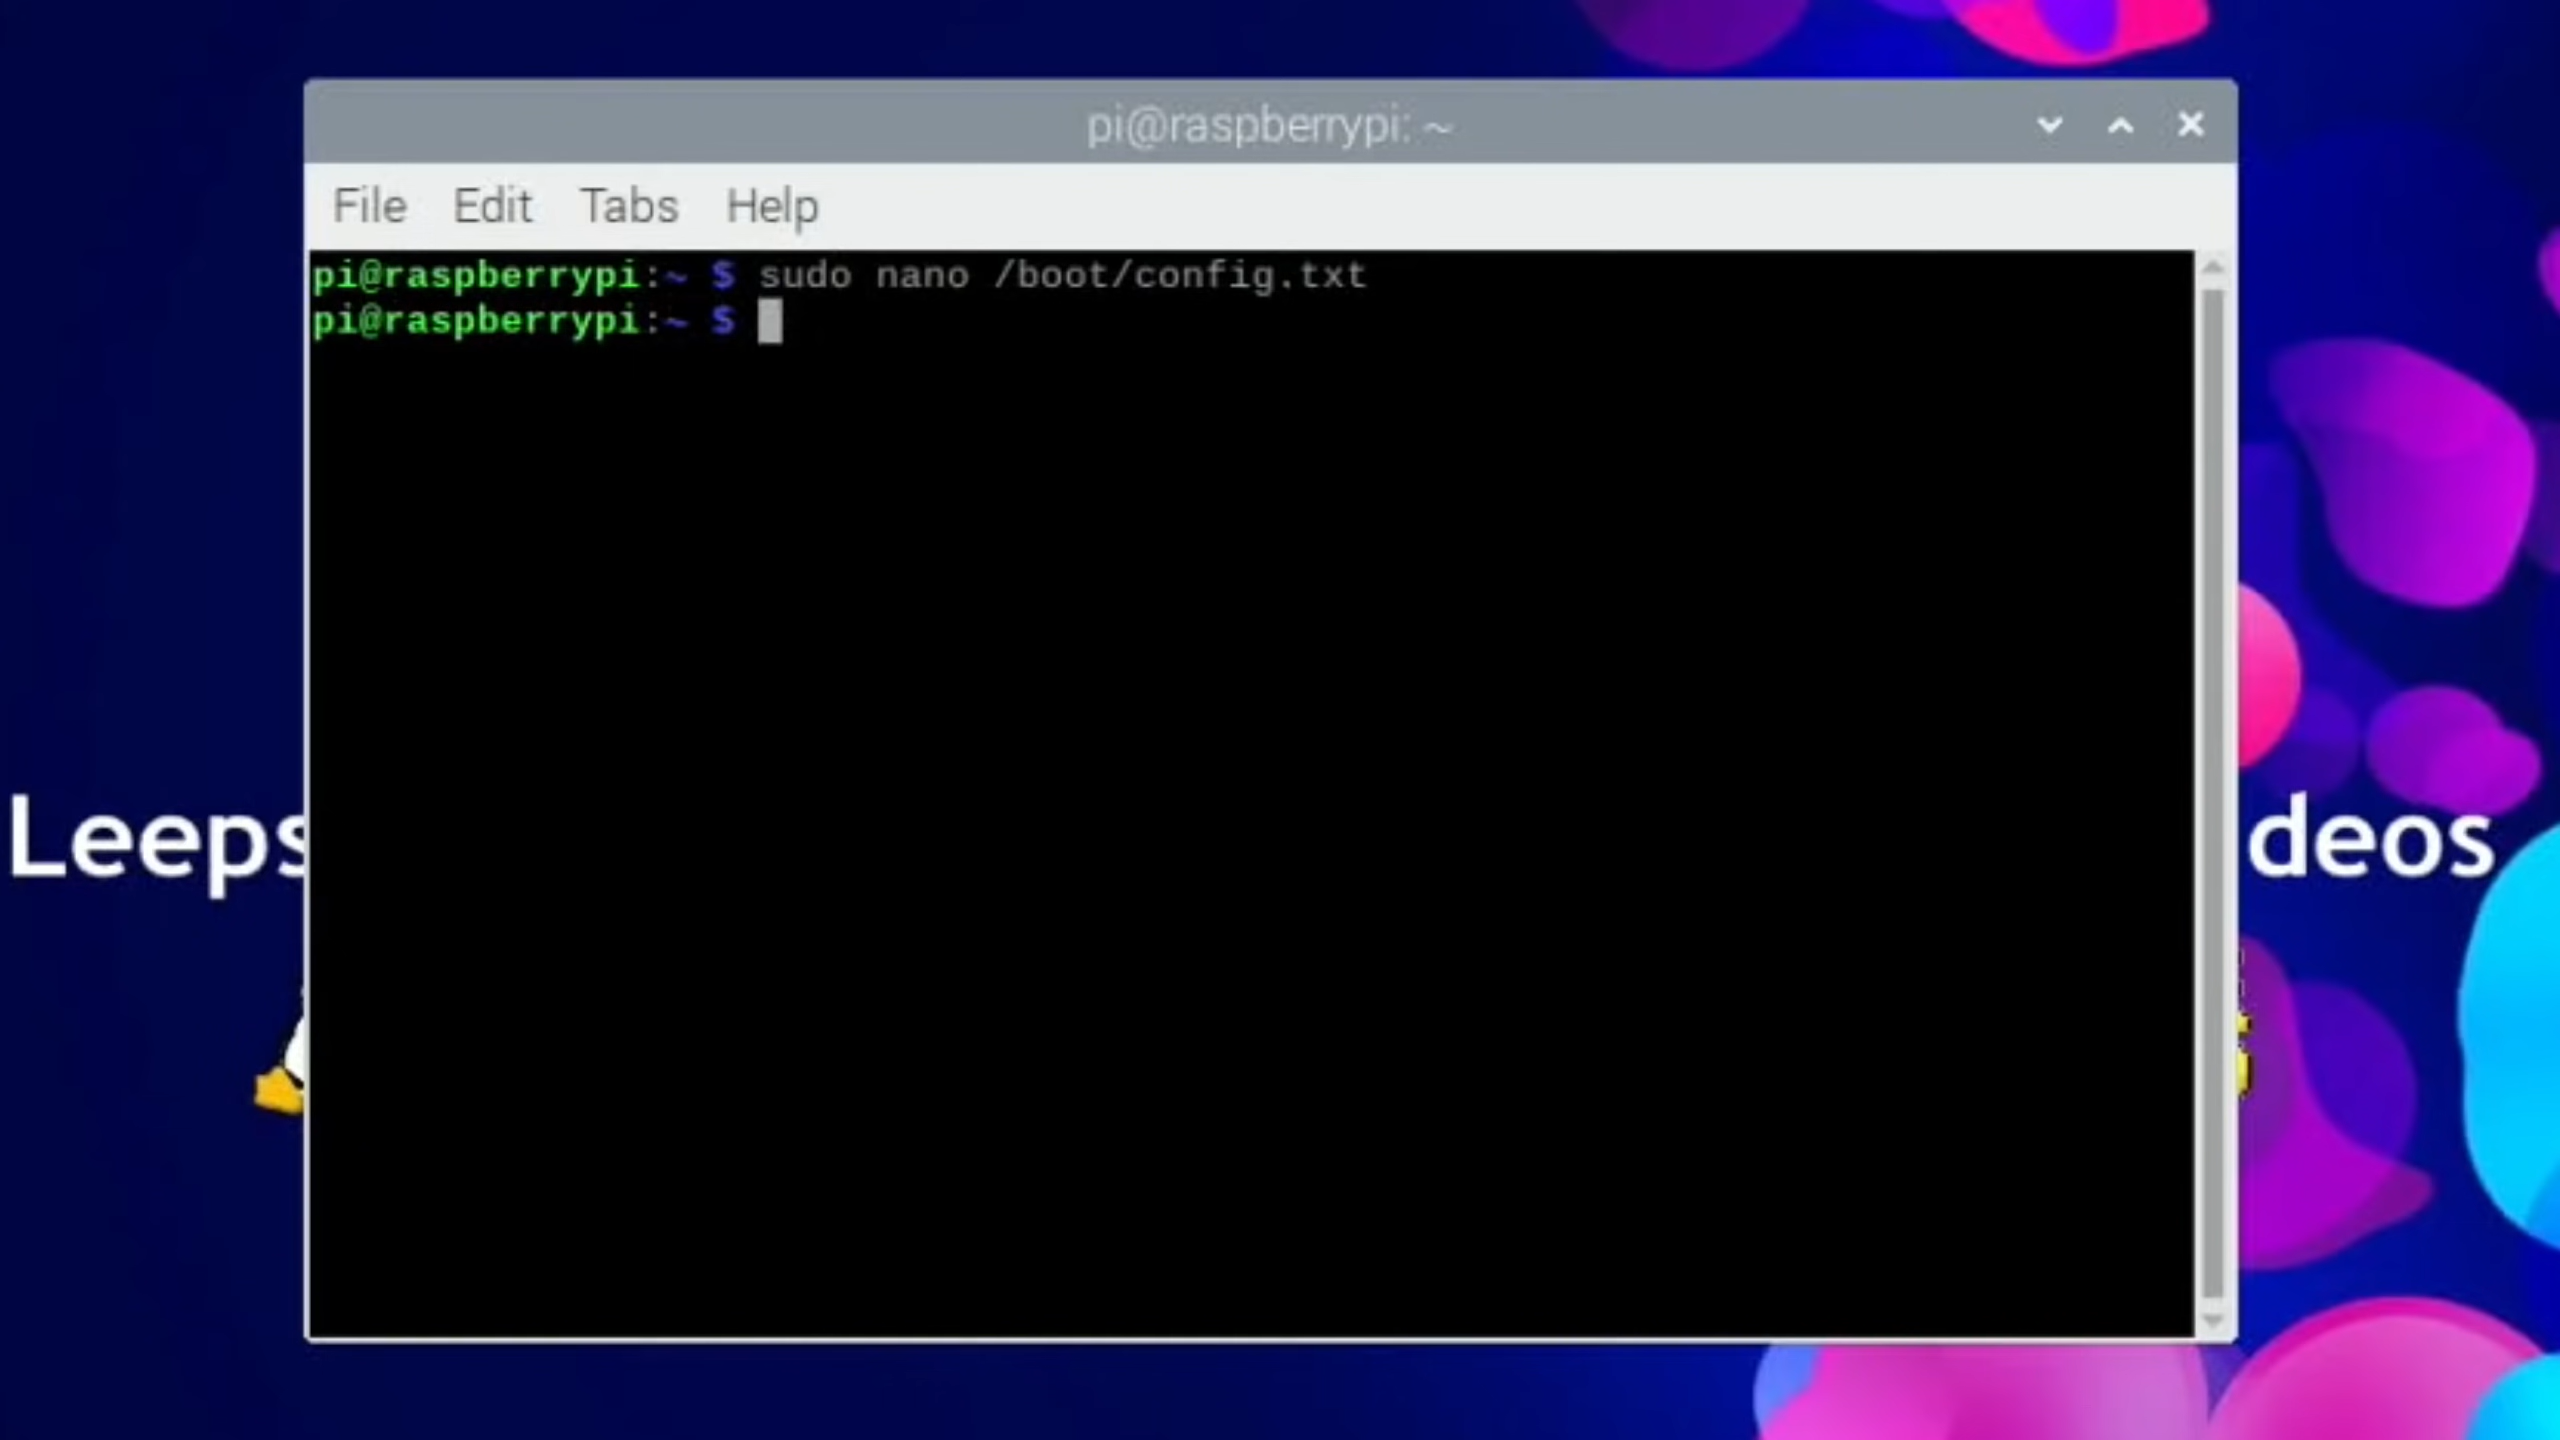 pi@raspberrypi: ~
File Edit Tabs Help
pi@raspberrypi:~ $ sudo nano /boot/config.txt
pi@raspberrypi:~ $
Leeps
deos